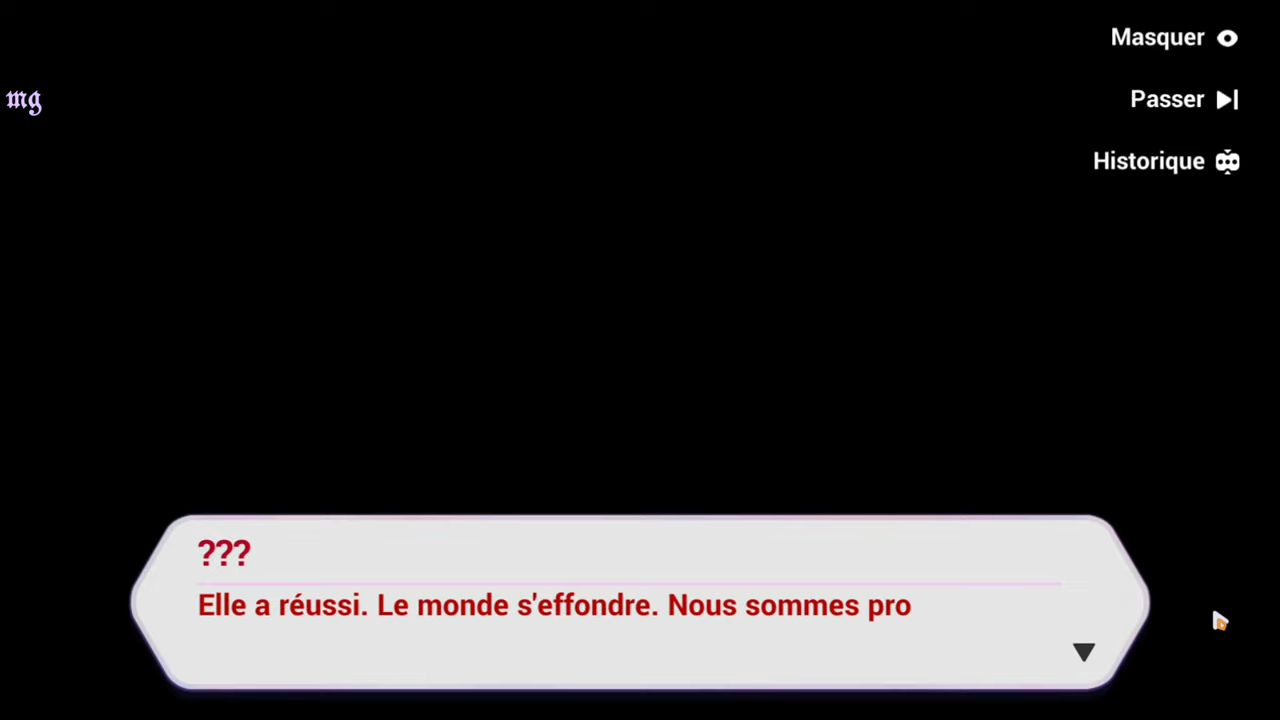 Masquer
mg
Passer
Historique
???
Elle a réussi. Le monde s'effondre. Nous sommes pro